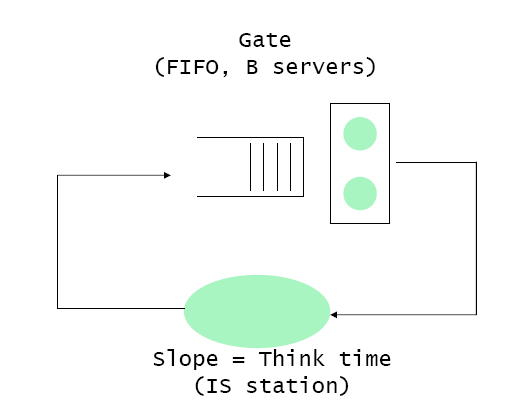 Gate
(FIFO, B servers)
Slope = Think time
(IS station)